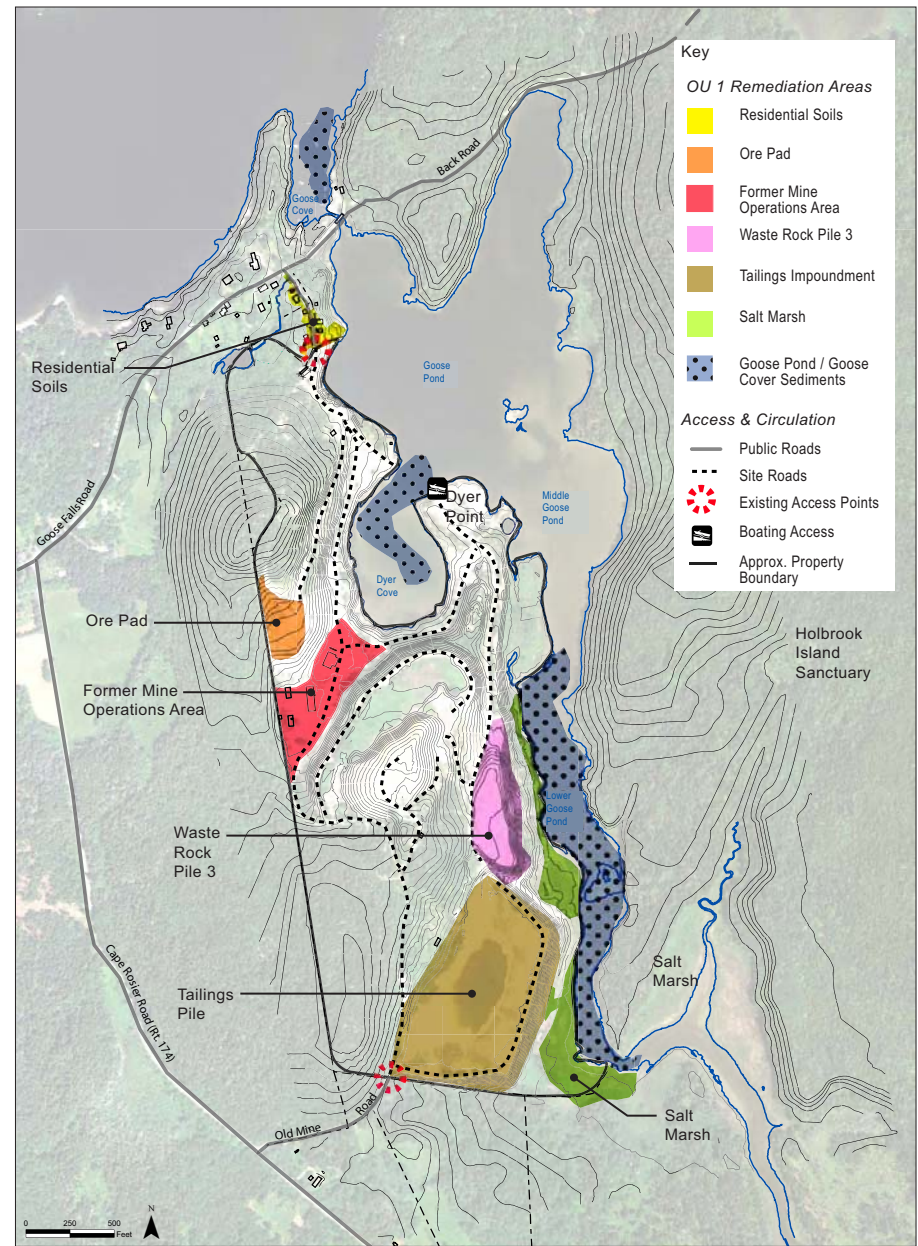 Key
OU 1 Remediation Areas
Residential Soils
Ore Pad
Former Mine
Operations Area
Waste Rock Pile 3
Tailings Impoundment
Salt Marsh
Goose Pond / Goose
Cover Sediments
Access & Circulation
Public Roads
Site Roads
Existing Access Points
Boating Access
Approx. Property
Boundary
Back Road
Goose
Cove
Residential
Soils
Goose
Pond
Goose Falls Road
Dyer
Point
Middle
Goose
Pond
Dyer
Cove
Ore Pad
Holbrook
Island
Sanctuary
Former Mine
Operations Area
Lower
Goose
Pond
Waste
Rock
Pile 3
Cape Rosier Road (Rt. 174)
Salt
Marsh
Tailings
Pile
Old Mine
Road
Salt
Marsh
N
0 250 500
Feet